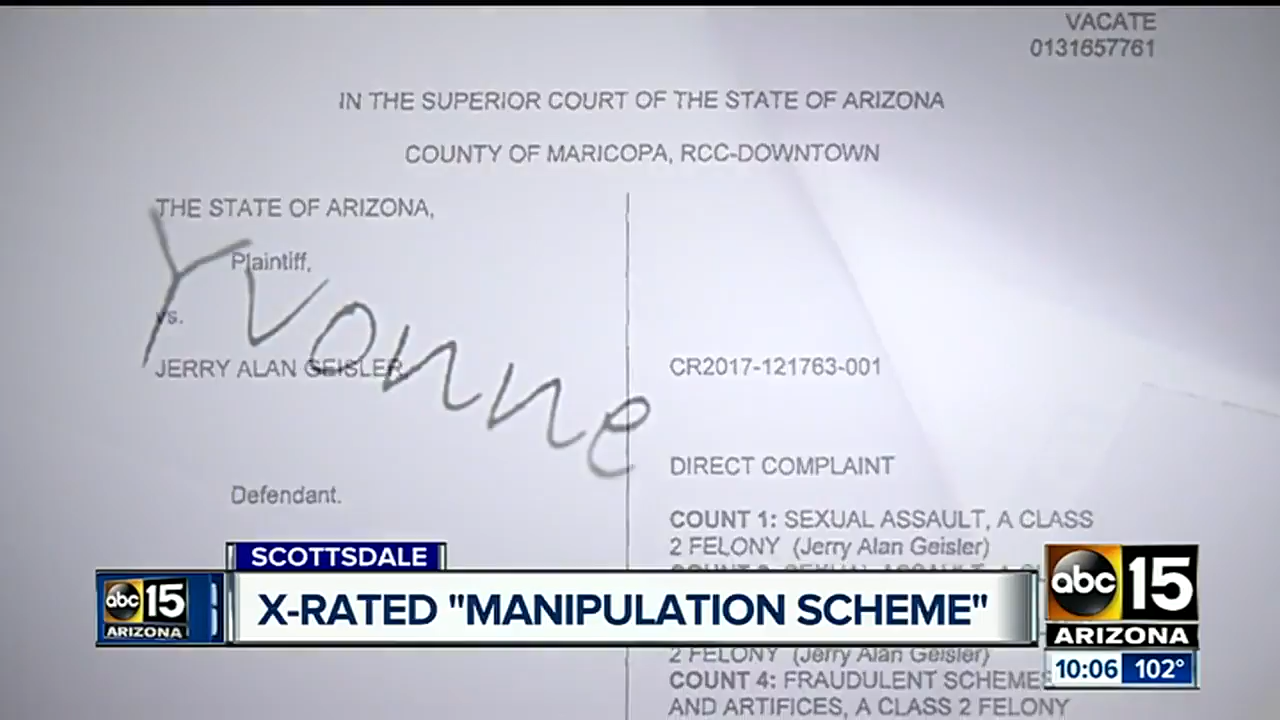 VACATE
0131657761
IN THE SUPERIOR COURT OF THE STATE OF ARIZONA
COUNTY OF MARICOPA, RCC-DOWNTOWN
THE STATE OF ARIZONA,
Plaintiff,
vs.
JERRY ALAN GEISLER,
Yvonne
Defendant.
CR2017-121763-001
DIRECT COMPLAINT
COUNT 1: SEXUAL ASSAULT, A CLASS
2 FELONY (Jerry Alan Geisler)
2 FELONY (Jerry Alan Geisler)
COUNT 4: FRAUDULENT SCHEMES
AND ARTIFICES, A CLASS 2 FELONY
SCOTTSDALE
abc 15
ARIZONA
X-RATED "MANIPULATION SCHEME"
abc 15
ARIZONA
10:06 102°